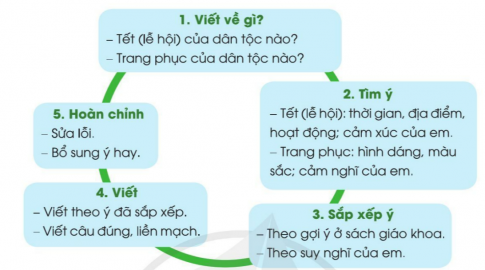 1. Viết về gì?
– Tết (lễ hội) của dân tộc nào?
– Trang phục của dân tộc nào?
2. Tìm ý
– Tết (lễ hội): thời gian, địa điểm,
hoạt động; cảm xúc của em.
– Trang phục: hình dáng, màu
sắc; cảm nghĩ của em.
3. Sắp xếp ý
– Theo gợi ý ở sách giáo khoa.
– Theo suy nghĩ của em.
4. Viết
– Viết theo ý đã sắp xếp.
– Viết câu đúng, liền mạch.
5. Hoàn chỉnh
– Sửa lỗi.
– Bổ sung ý hay.